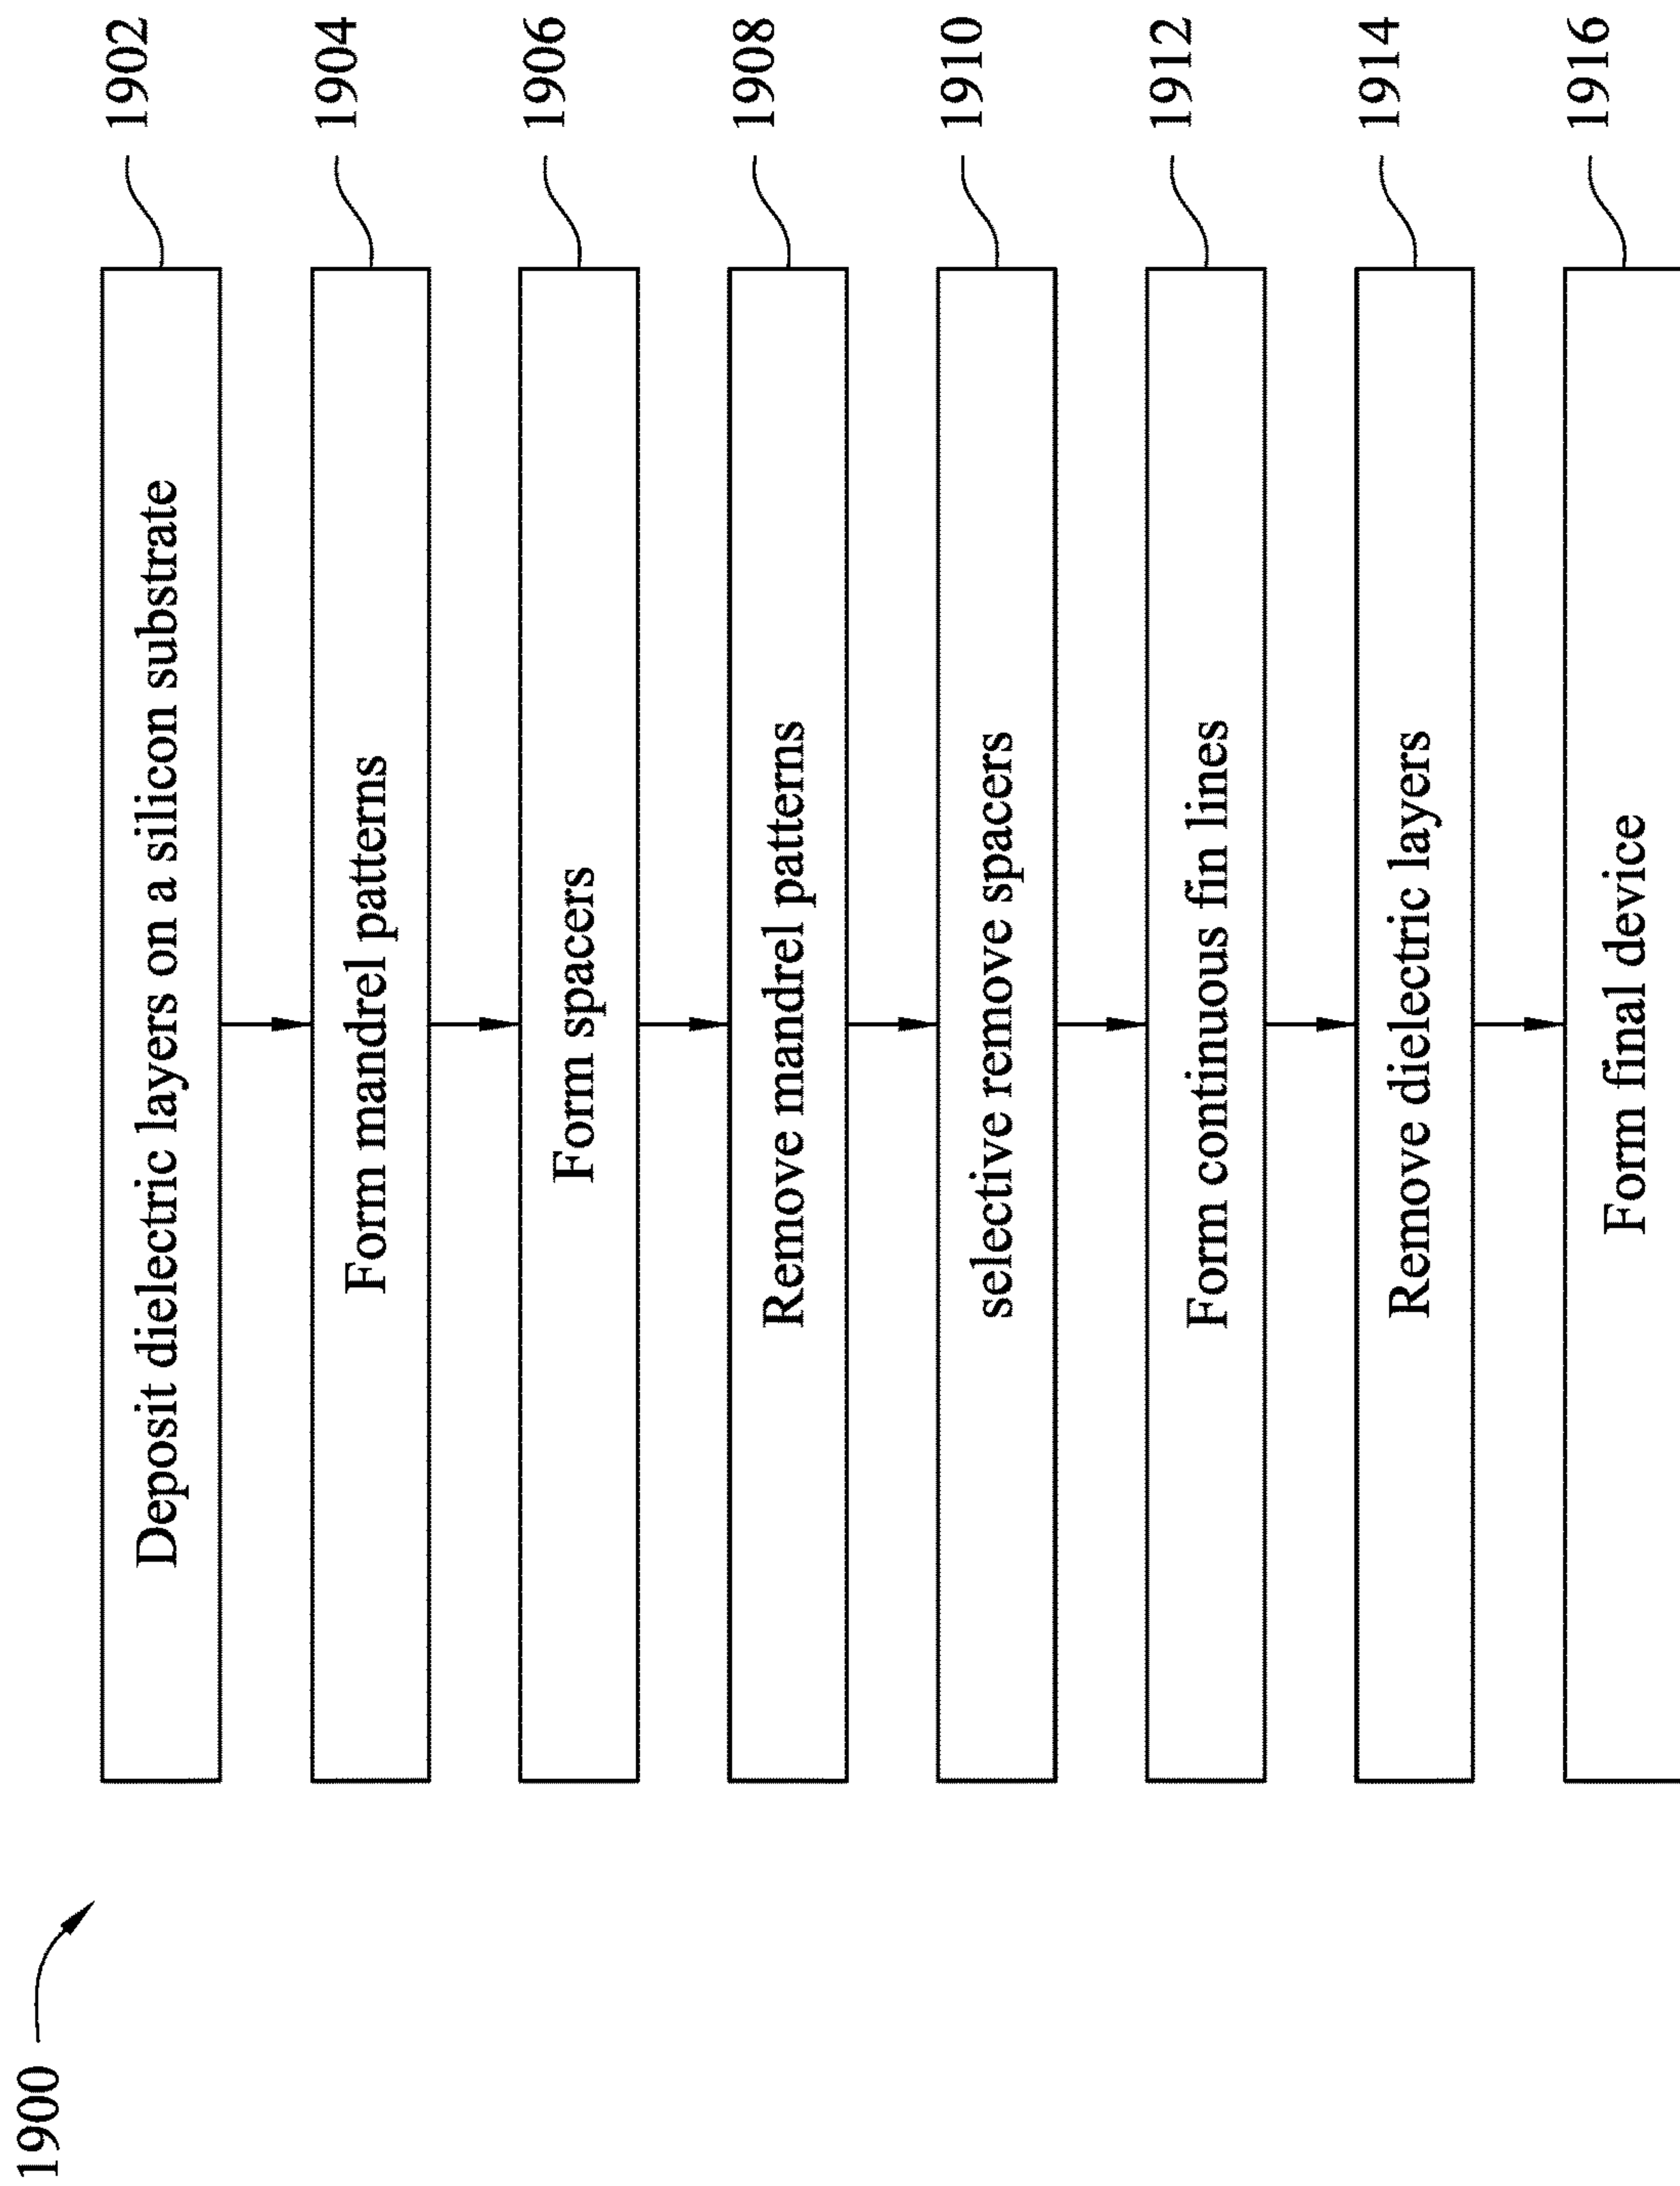 1900
Deposit dielectric layers on a silicon substrate
1902
Form mandrel patterns
1904
Form spacers
1906
Remove mandrel patterns
1908
selective remove spacers
1910
Form continuous fin lines
1912
Remove dielectric layers
1914
Form final device
1916